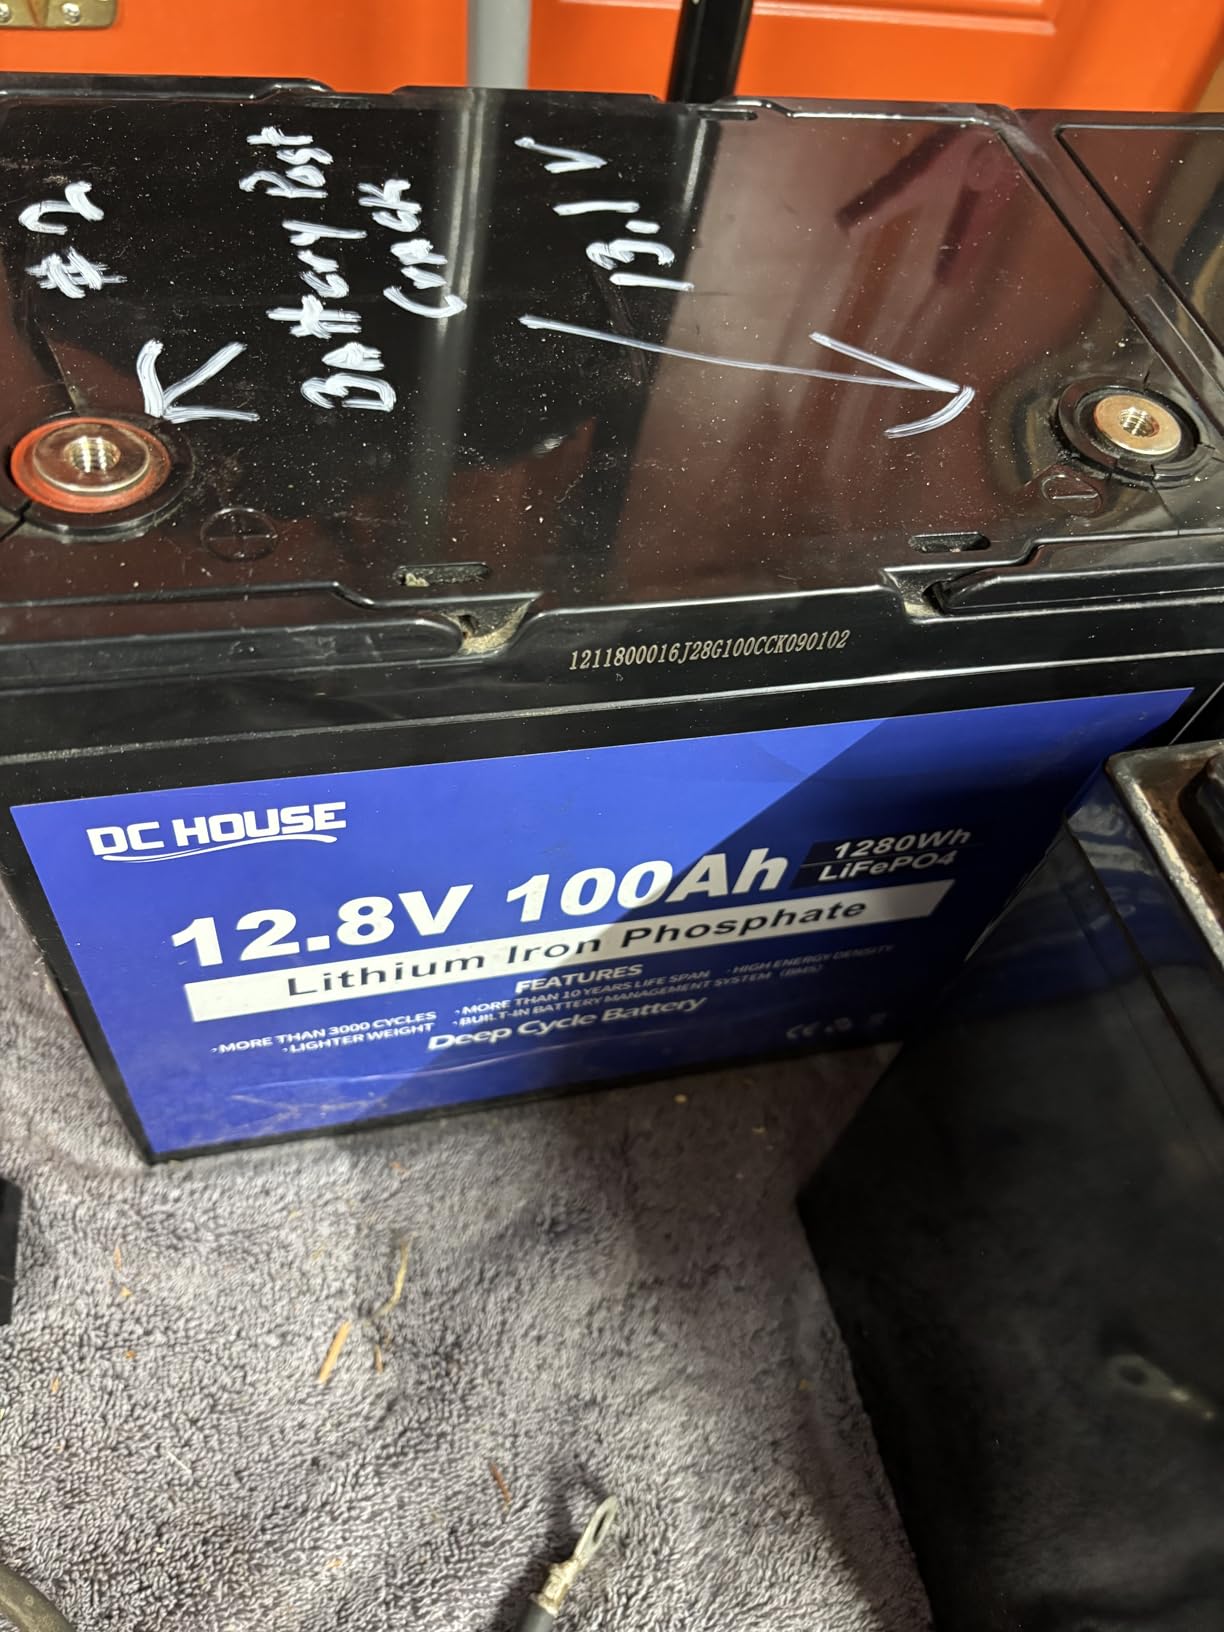 #2
Battery Post
Crack
13.1 V
+
-
1211800016J28G100CCK090102
DC HOUSE
12.8V 100Ah
1280Wh
LiFePO4
Lithium Iron Phosphate
FEATURES
·MORE THAN 3000 CYCLES
·MORE THAN 10 YEARS LIFE SPAN
·HIGH ENERGY DENSITY
·LIGHTER WEIGHT
·BUILT-IN BATTERY MANAGEMENT SYSTEM (BMS)
Deep Cycle Battery
CE